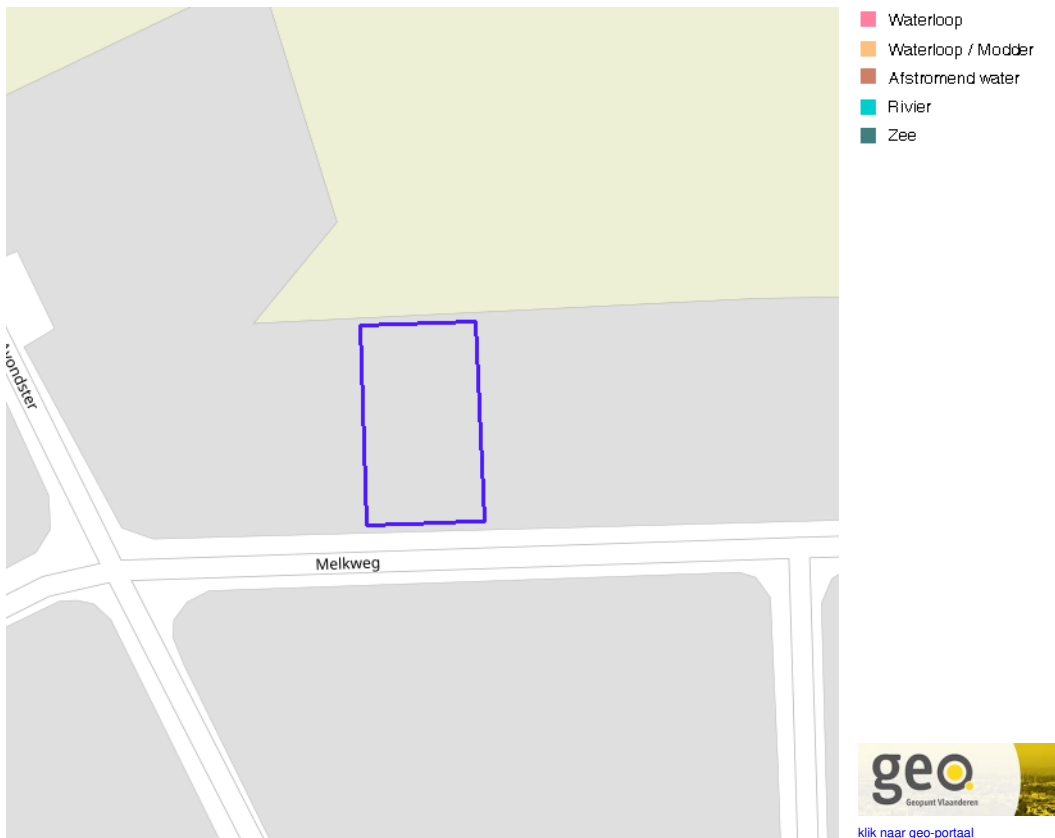 Waterloop
Waterloop / Modder
Afstromend water
Rivier
Zee
Melkweg
geo.
Geopunt Vlaanderen
klik naar geo-portaal